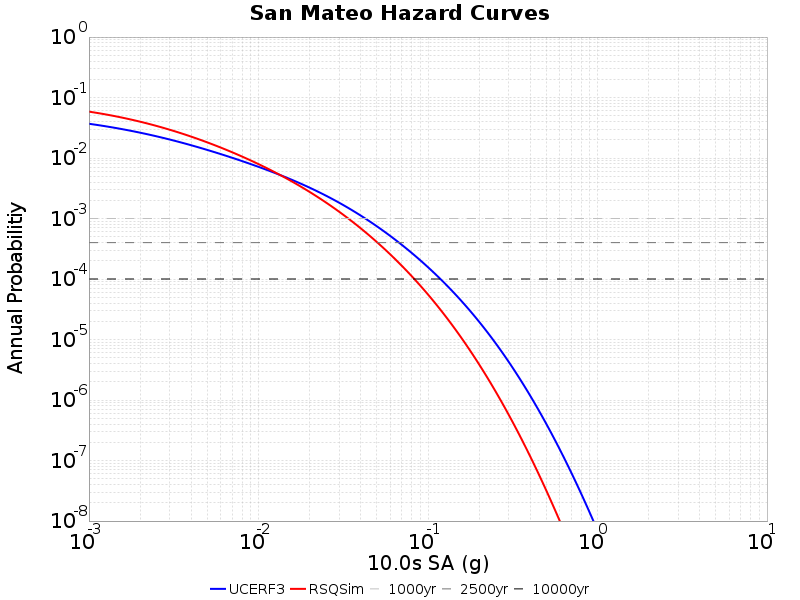 San Mateo Hazard Curves
Annual Probabilitiy
10^0
10^-1
10^-2
10^-3
10^-4
10^-5
10^-6
10^-7
10^-8
10^-3 10^-2 10^-1 10^0 10^1
10.0s SA (g)
UCERF3 RSQSim 1000yr 2500yr 10000yr